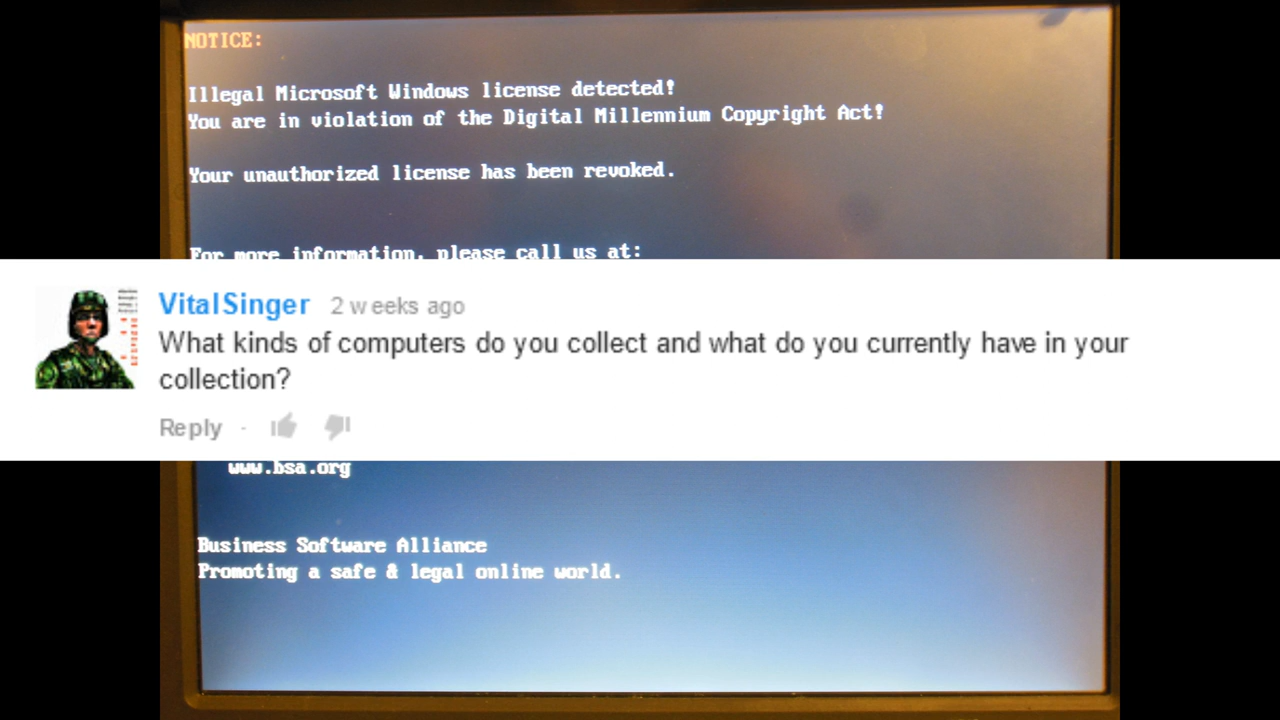 NOTICE:
Illegal Microsoft Windows license detected!
You are in violation of the Digital Millennium Copyright Act!
Your unauthorized license has been revoked.
For more information, please call us at:
VitalSinger 2 weeks ago
What kinds of computers do you collect and what do you currently have in your
collection?
Reply ·
www.bsa.org
Business Software Alliance
Promoting a safe & legal online world.